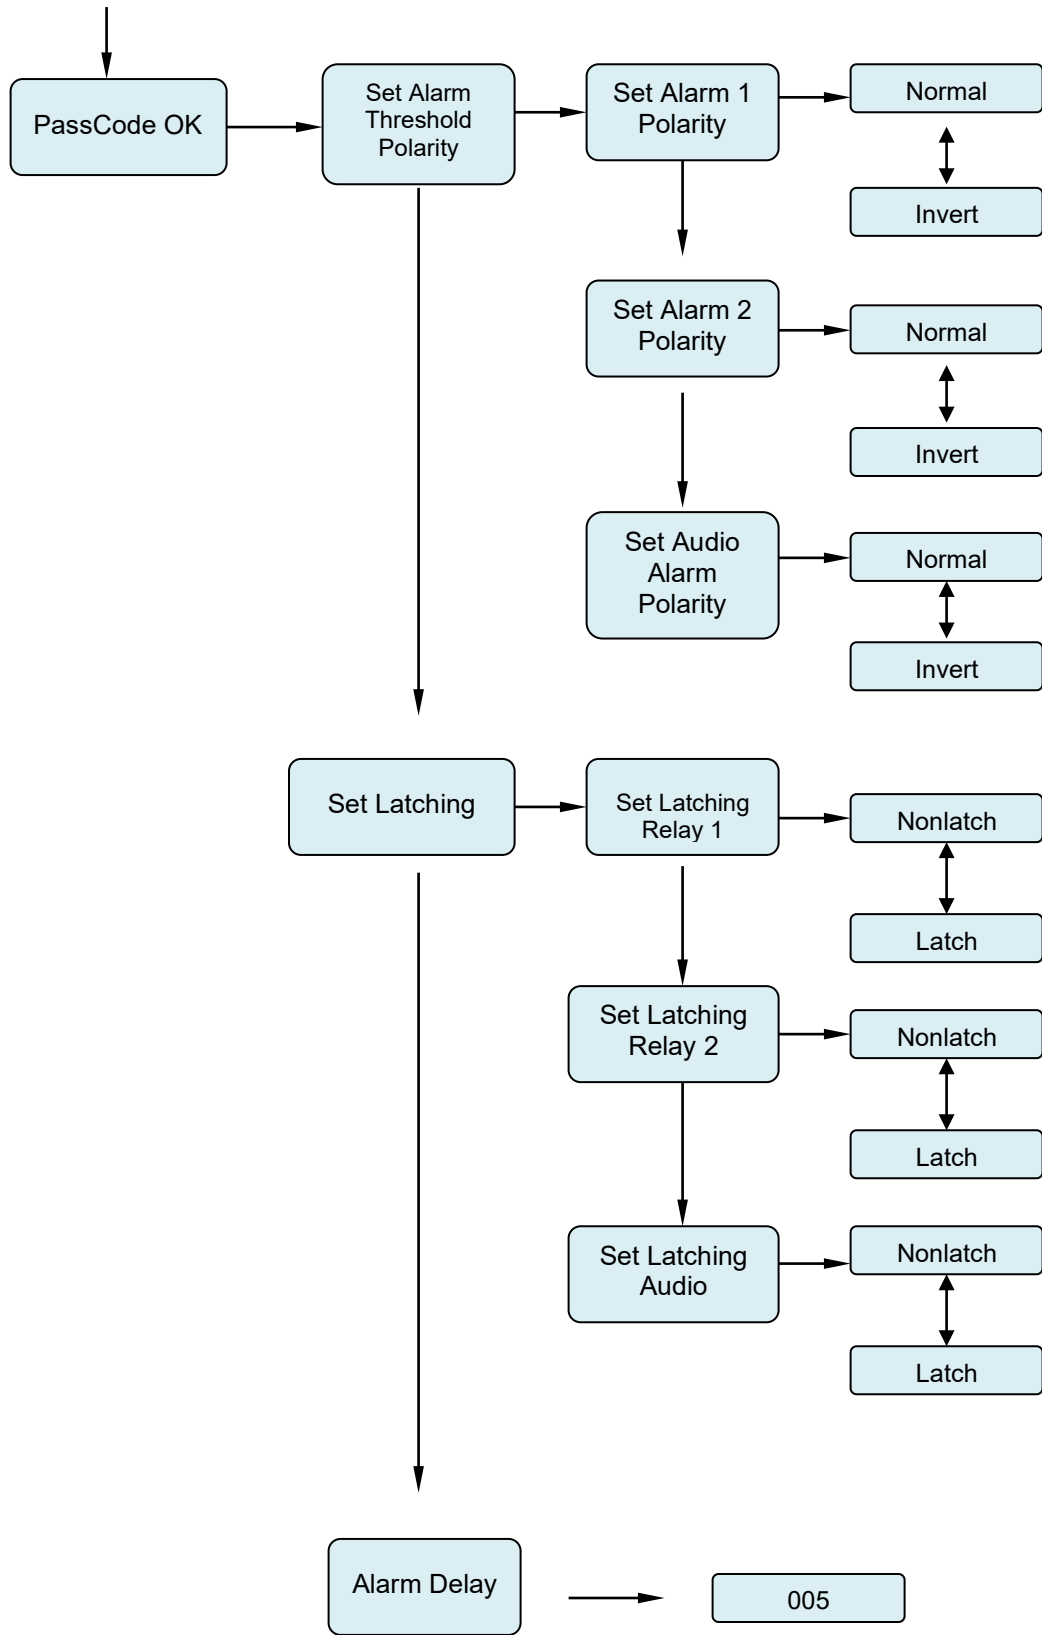 PassCode OK
Set Alarm
Threshold
Polarity
Set Alarm 1
Polarity
Normal
Invert
Set Alarm 2
Polarity
Normal
Invert
Set Audio
Alarm
Polarity
Normal
Invert
Set Latching
Set Latching
Relay 1
Nonlatch
Latch
Set Latching
Relay 2
Nonlatch
Latch
Set Latching
Audio
Nonlatch
Latch
Alarm Delay
005